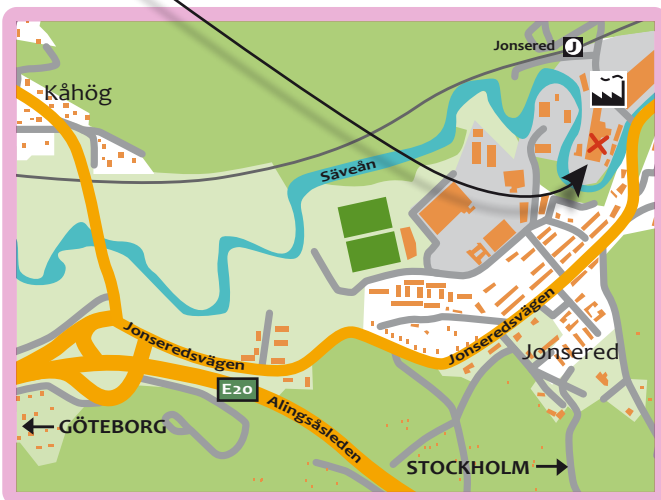 Jonsered J
Kåhög
Säveån
Jonseredsvägen
Jonseredsvägen
Jonsered
E20
Alingsåsleden
GÖTEBORG
STOCKHOLM